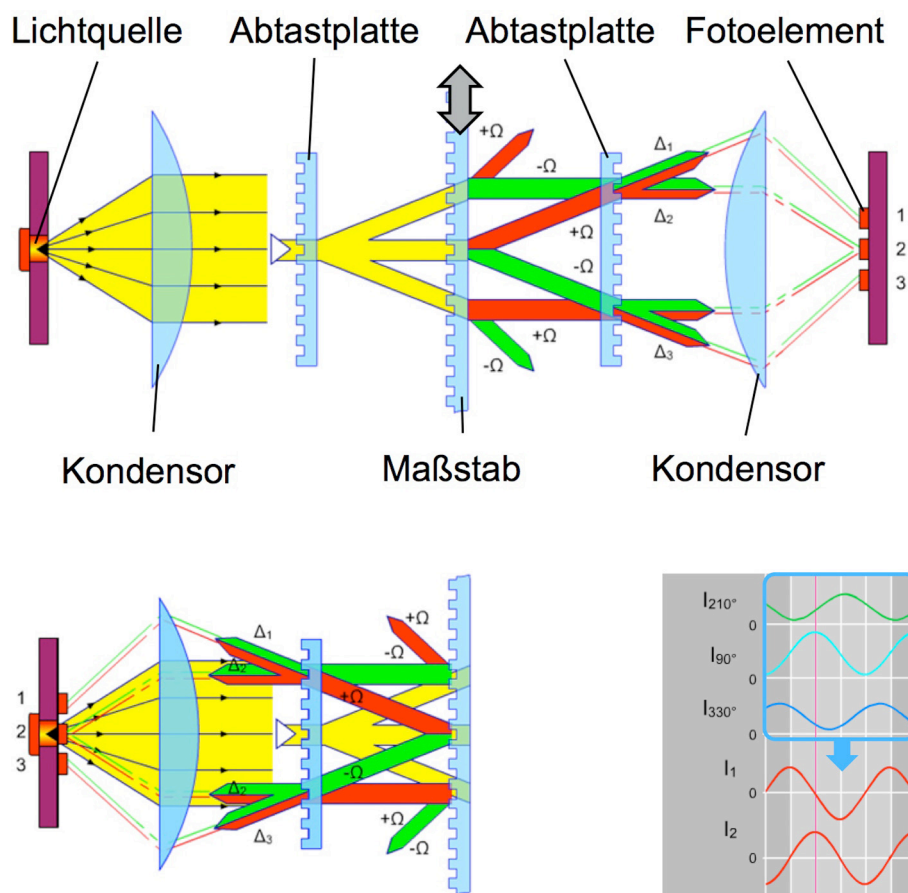 Lichtquelle Abtastplatte Abtastplatte Fotoelement
+Ω
-Ω
Δ₁
Δ₂
+Ω
-Ω
+Ω
-Ω
Δ₃
1
2
3
Kondensor Maßstab Kondensor
Δ₁
Δ₂
+Ω
-Ω
+Ω
-Ω
Δ₂
Δ₃
+Ω
-Ω
1
2
3
I₂₁₀°
0
I₉₀°
0
I₃₃₀°
0
I₁
0
I₂
0